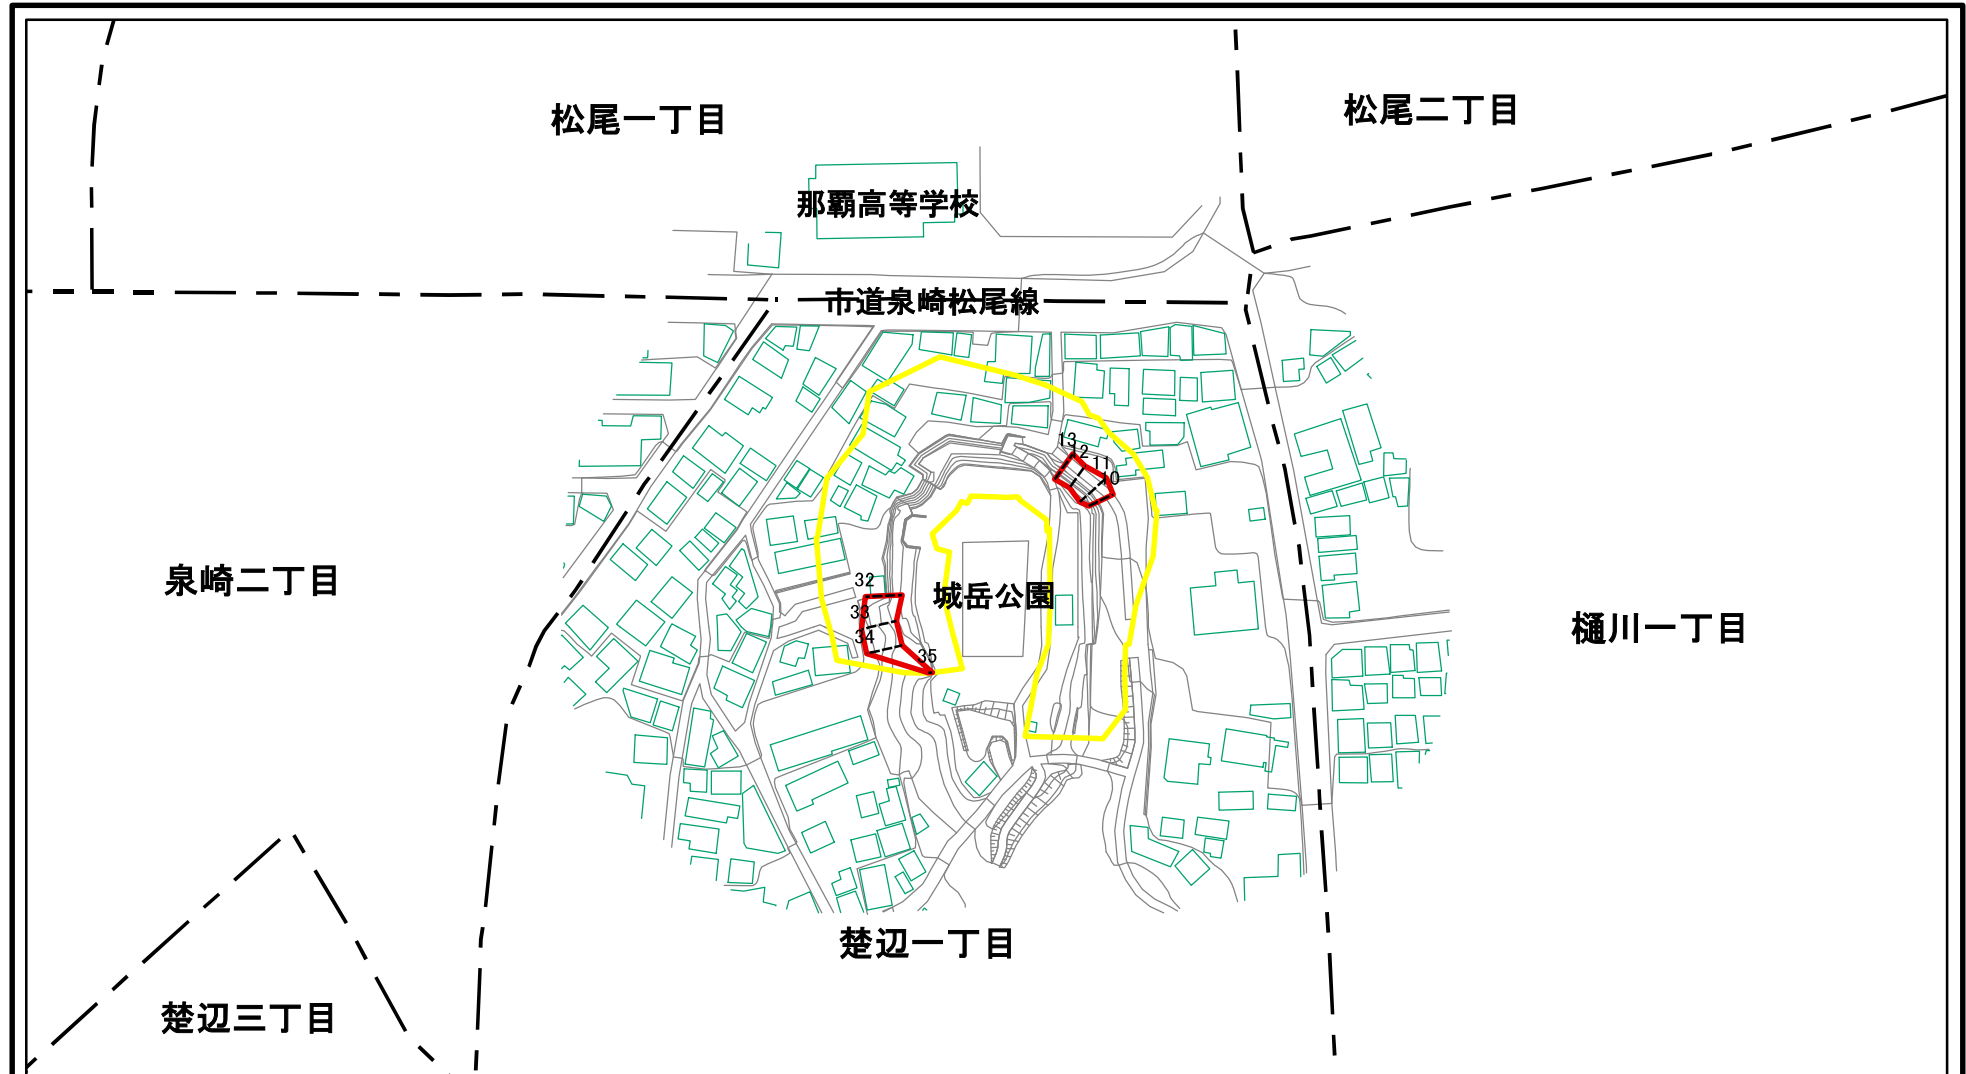 松尾一丁目
松尾二丁目
那覇高等学校
市道泉崎松尾線
13
12
11
10
泉崎二丁目
32
城岳公園
33
34
35
樋川一丁目
楚辺一丁目
楚辺三丁目